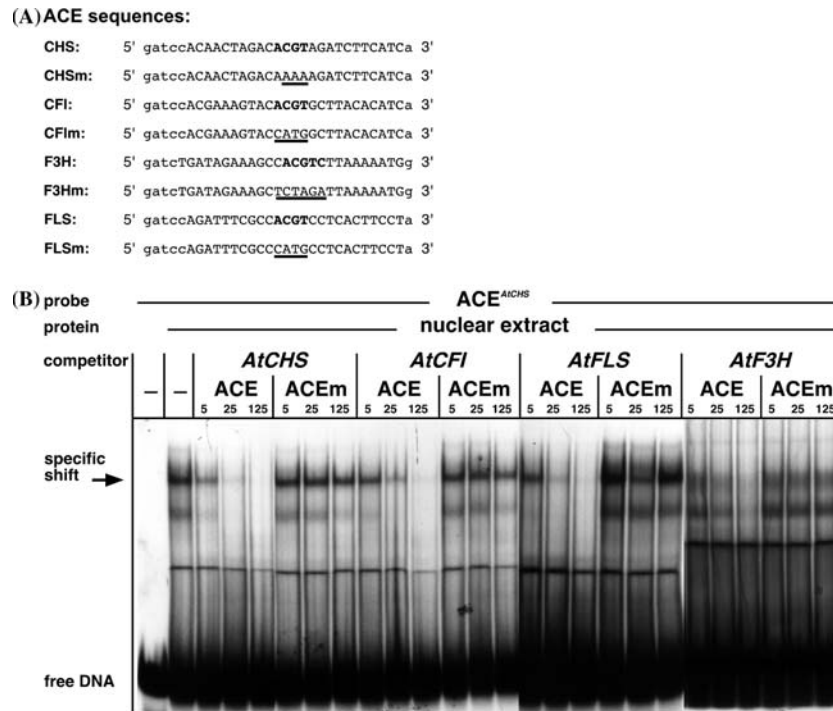 (A) ACE sequences:
CHS: 5' gatccACAACTAGACACGTAGATCTTCATCa 3'
CHSm: 5' gatccACAACTAGACAAAAAGATCTTCATCa 3'
CFI: 5' gatccACGAAAGTACACGTGCTTACACATCa 3'
CFIm: 5' gatccACGAAAGTACCATGGCTTACACATCa 3'
F3H: 5' gatcTGATAGAAAGCCACGTCTTAAAAATGg 3'
F3Hm: 5' gatcTGATAGAAAGCTCTAGATTAAAAATGg 3'
FLS: 5' gatccAGATTTCGCCACGTCCTCACTTCCTa 3'
FLSm: 5' gatccAGATTTCGCCCATGCCTCACTTCCTa 3'
(B) probe ACE AtCHS
protein nuclear extract
competitor AtCHS AtCFI AtFLS AtF3H
– – ACE ACEm ACE ACEm ACE ACEm ACE ACEm
5 25 125 5 25 125 5 25 125 5 25 125 5 25 125 5 25 125 5 25 125 5 25 125
specific
shift
free DNA